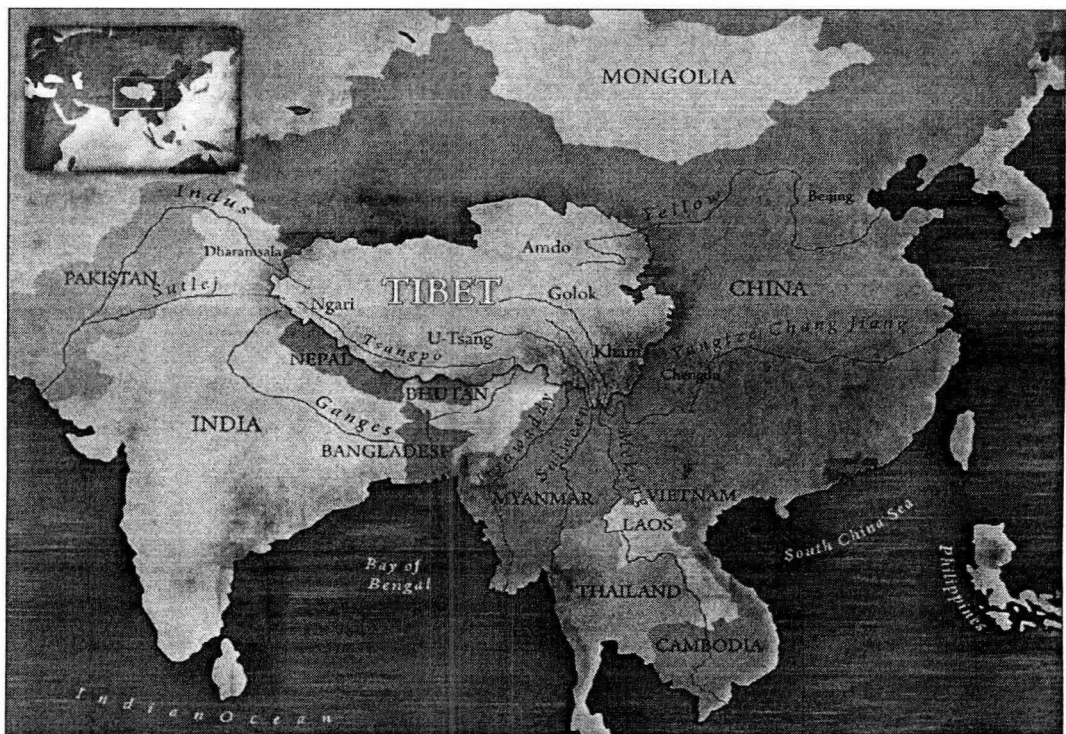 MONGOLIA
Indus
Yellow
Beijing
Dharamsala
Amdo
PAKISTAN
Sutlej
TIBET
CHINA
Ngari
Golok
U-Tsang
Tsangpo
NEPAL
Kham
Yangtze Chang Jiang
Chengdu
BHUTAN
INDIA
Ganges
BANGLADESH
Irrawaddy
Salween
Mekong
MYANMAR
VIETNAM
LAOS
South China Sea
Bay of
Bengal
THAILAND
Philippines
CAMBODIA
Indian Ocean